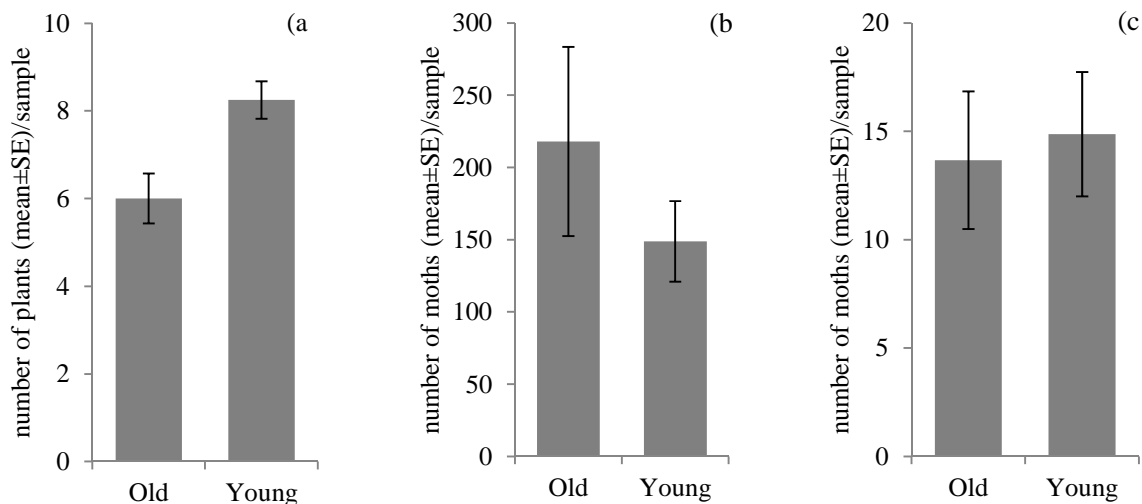 (a
number of plants (mean±SE)/sample
10
8
6
4
2
0
Old Young
(b
number of moths (mean±SE)/sample
300
250
200
150
100
50
0
Old Young
(c
number of moths (mean±SE)/sample
20
15
10
5
0
Old Young